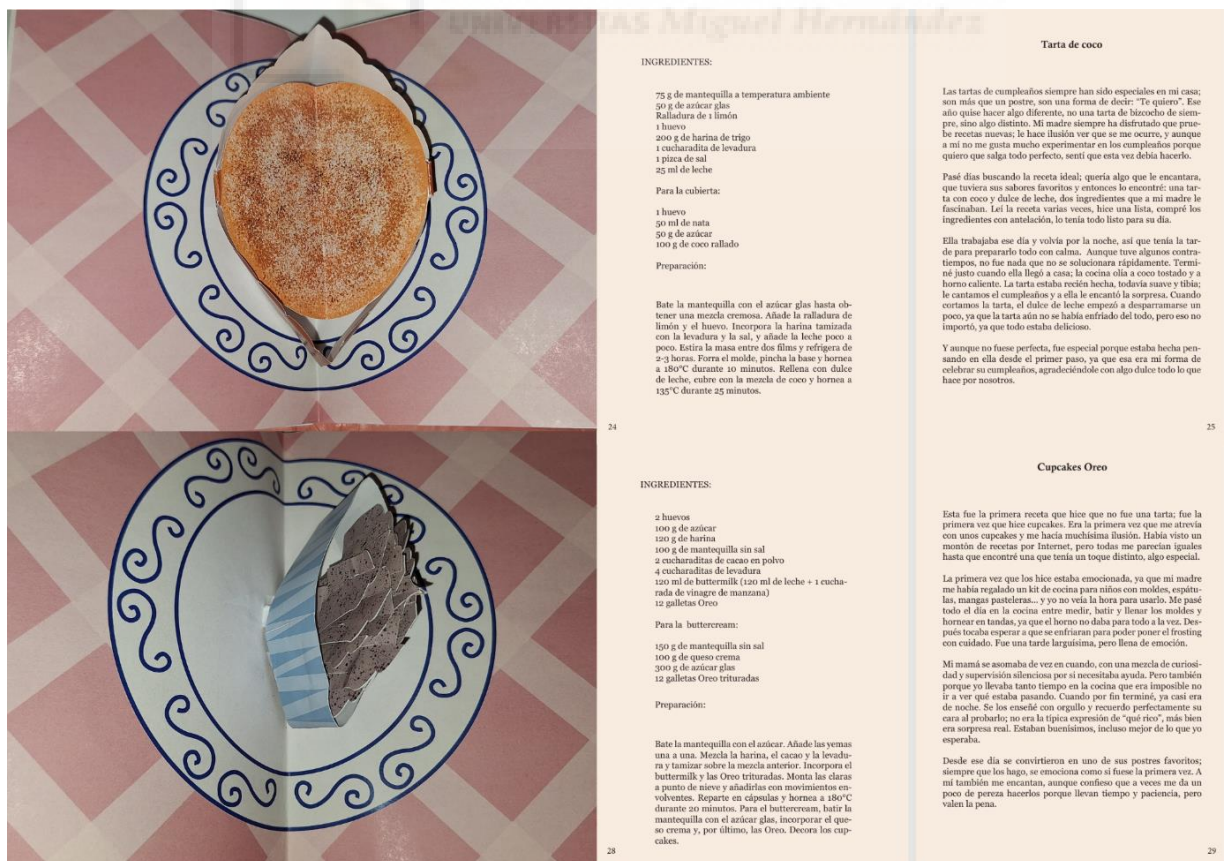 UNIVERSITAS Miguel Hernández
INGREDIENTES:
75 g de mantequilla a temperatura ambiente
50 g de azúcar glas
Ralladura de 1 limón
1 huevo
200 g de harina de trigo
1 cucharadita de levadura
1 pizca de sal
25 ml de leche
Para la cubierta:
1 huevo
50 ml de nata
50 g de azúcar
100 g de coco rallado
Preparación:
Bate la mantequilla con el azúcar glas hasta ob-
tener una mezcla cremosa. Añade la ralladura de
limón y el huevo. Incorpora la harina tamizada
con la levadura y la sal, y añade la leche poco a
poco. Estira la masa entre dos films y refrigera de
2-3 horas. Forra el molde, pincha la base y hornea
a 180°C durante 10 minutos. Rellena con dulce
de leche, cubre con la mezcla de coco y hornea a
135°C durante 25 minutos.
24
Tarta de coco
Las tartas de cumpleaños siempre han sido especiales en mi casa;
son más que un postre, son una forma de decir: “Te quiero”. Ese
año quise hacer algo diferente, no una tarta de bizcocho de siem-
pre, sino algo distinto. Mi madre siempre ha disfrutado que prue-
be recetas nuevas; le hace ilusión ver que se me ocurre, y aunque
a mi no me gusta mucho experimentar en los cumpleaños porque
quiero que salga todo perfecto, sentí que esta vez debía hacerlo.
Pasé días buscando la receta ideal; quería algo que le encantara,
que tuviera sus sabores favoritos y entonces lo encontré: una tar-
ta con coco y dulce de leche, dos ingredientes que a mi madre le
fascinaban. Leí la receta varias veces, hice una lista, compré los
ingredientes con antelación, lo tenía todo listo para su día.
Ella trabajaba ese día y volvía por la noche, así que tenía la tar-
de para prepararlo todo con calma. Aunque tuve algunos contra-
tiempos, no fue nada que no se solucionara rápidamente. Termi-
né justo cuando ella llegó a casa; la cocina olía a coco tostado y a
horno caliente. La tarta estaba recién hecha, todavía suave y tibia;
le cantamos el cumpleaños y a ella le encantó la sorpresa. Cuando
cortamos la tarta, el dulce de leche empezó a desparramarse un
poco, ya que la tarta aún no se había enfriado del todo, pero eso no
importó, ya que todo estaba delicioso.
Y aunque no fuese perfecta, fue especial porque estaba hecha pen-
sando en ella desde el primer paso, ya que esa era mi forma de
celebrar su cumpleaños, agradeciéndole con algo dulce todo lo que
hace por nosotros.
25
INGREDIENTES:
2 huevos
100 g de azúcar
120 g de harina
100 g de mantequilla sin sal
2 cucharaditas de cacao en polvo
4 cucharaditas de levadura
120 ml de buttermilk (120 ml de leche + 1 cucha-
rada de vinagre de manzana)
12 galletas Oreo
Para la buttercream:
150 g de mantequilla sin sal
100 g de queso crema
300 g de azúcar glas
12 galletas Oreo trituradas
Preparación:
Bate la mantequilla con el azúcar. Añade las yemas
una a una. Mezcla la harina, el cacao y la levadu-
ra y tamizar sobre la mezcla anterior. Incorpora el
buttermilk y las Oreo trituradas. Monta las claras
a punto de nieve y añadirlas con movimientos en-
volventes. Reparte en cápsulas y hornea a 180°C
durante 20 minutos. Para el buttercream, batir la
mantequilla con el azúcar glas, incorporar el que-
so crema y, por último, las Oreo. Decora los cup-
cakes.
28
Cupcakes Oreo
Esta fue la primera receta que hice que no fue una tarta; fue la
primera vez que hice cupcakes. Era la primera vez que me atrevía
con unos cupcakes y me hacía muchísima ilusión. Había visto un
montón de recetas por Internet, pero todas me parecían iguales
hasta que encontré una que tenía un toque distinto, algo especial.
La primera vez que los hice estaba emocionada, ya que mi madre
me había regalado un kit de cocina para niños con moldes, espátu-
las, mangas pasteleras... y yo no veía la hora para usarlo. Me pasé
todo el día en la cocina entre medir, batir y llenar los moldes y
hornear en tandas, ya que el horno no daba para todo a la vez. Des-
pués tocaba esperar a que se enfriaran para poder poner el frosting
con cuidado. Fue una tarde larguísima, pero llena de emoción.
Mi mamá se asomaba de vez en cuando, con una mezcla de curiosi-
dad y supervisión silenciosa por si necesitaba ayuda. Pero también
porque yo llevaba tanto tiempo en la cocina que era imposible no
ir a ver qué estaba pasando. Cuando por fin terminé, ya casi era
de noche. Se los enseñé con orgullo y recuerdo perfectamente su
cara al probarlo; no era la típica expresión de “qué rico”, más bien
era sorpresa real. Estaban buenísimos, incluso mejor de lo que yo
esperaba.
Desde ese día se convirtieron en uno de sus postres favoritos;
siempre que los hago, se emociona como si fuese la primera vez. A
mí también me encantan, aunque confieso que a veces me da un
poco de pereza hacerlos porque llevan tiempo y paciencia, pero
valen la pena.
29